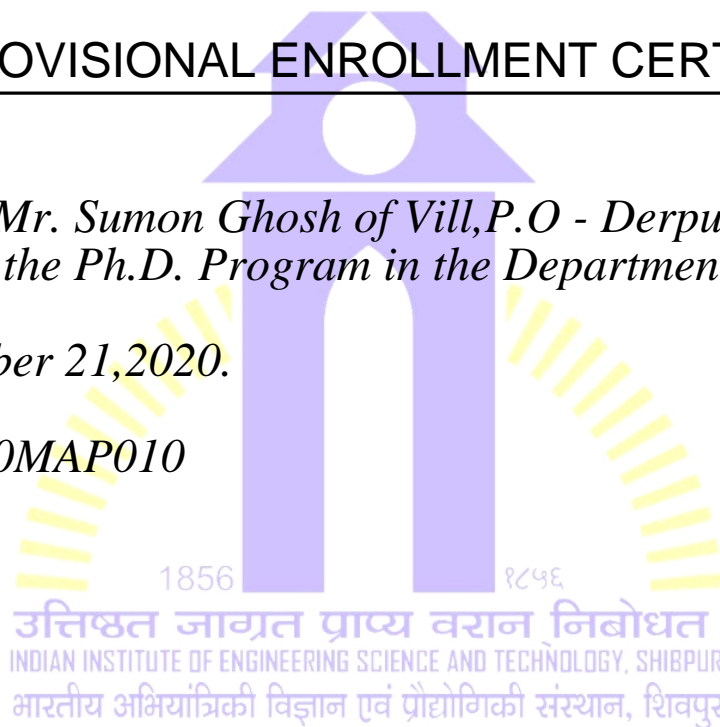 OVISIONAL ENROLLMENT CERT
Mr. Sumon Ghosh of Vill,P.O - Derpu
the Ph.D. Program in the Departmen
ber 21,2020.
0MAP010
1856 १८५६
उत्तिष्ठत जाग्रत प्राप्य वरान निबोधत
INDIAN INSTITUTE OF ENGINEERING SCIENCE AND TECHNOLOGY, SHIBPUR
भारतीय अभियांत्रिकी विज्ञान एवं प्रौद्योगिकी संस्थान, शिवपुर